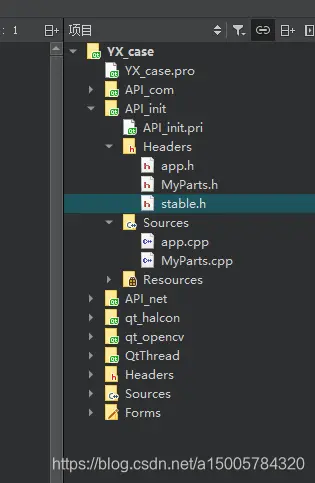 : 1 项目
YX_case
YX_case.pro
API_com
API_init
API_init.pri
Headers
app.h
MyParts.h
stable.h
Sources
app.cpp
MyParts.cpp
Resources
API_net
qt_halcon
qt_opencv
QtThread
Headers
Sources
Forms
https://blog.csdn.net/a15005784320